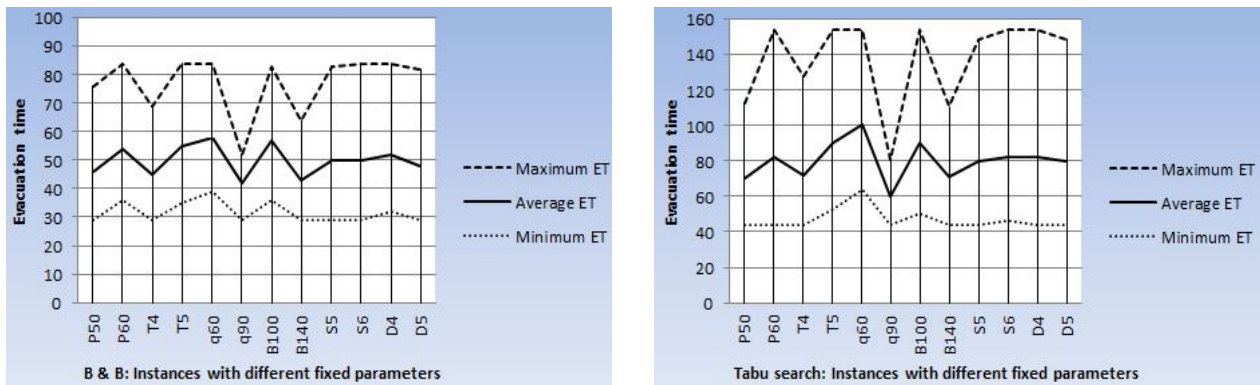 100
90
80
70
60
50
40
30
20
10
0
Evacuation time
P50
P60
T4
T5
q60
q90
B100
B140
S5
S6
D4
D5
B & B: Instances with different fixed parameters
Maximum ET
Average ET
Minimum ET
160
140
120
100
80
60
40
20
0
Evacuation time
P50
P60
T4
T5
q60
q90
B100
B140
S5
S6
D4
D5
Tabu search: Instances with different fixed parameters
Maximum ET
Average ET
Minimum ET